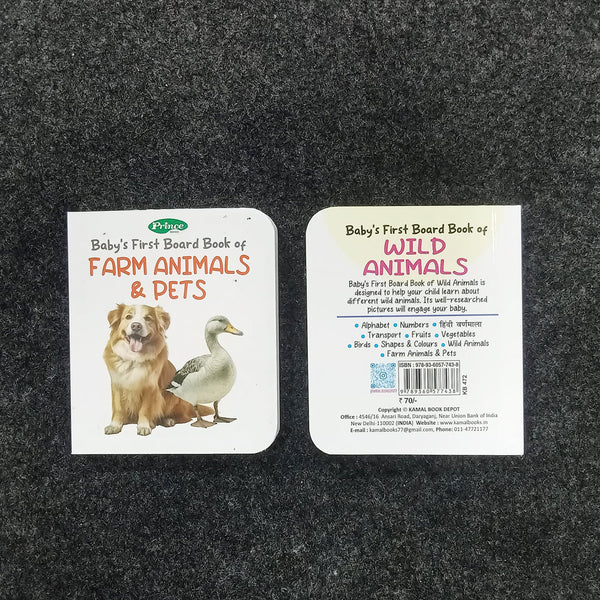 Prince
Baby's First Board Book of
FARM ANIMALS
& PETS
Baby's First Board Book of
WILD
ANIMALS
Baby's First Board Book of Wild Animals is
designed to help your child learn about
different wild animals. Its well-researched
pictures will engage your baby.
• Alphabet • Numbers • हिंदी वर्णमाला
• Transport • Fruits • Vegetables
• Birds • Shapes & Colours • Wild Animals
• Farm Animals & Pets
ISBN : 978-93-6057-743-8
9789360577438
KB 472
₹ 70/-
Copyright © KAMAL BOOK DEPOT
Office : 4546/16 Ansari Road, Daryaganj, Near Union Bank of India
New Delhi-110002 (INDIA) Website : www.kamalbooks.in
E-mail : kamalbooks77@gmail.com, Phone: 011-47721177